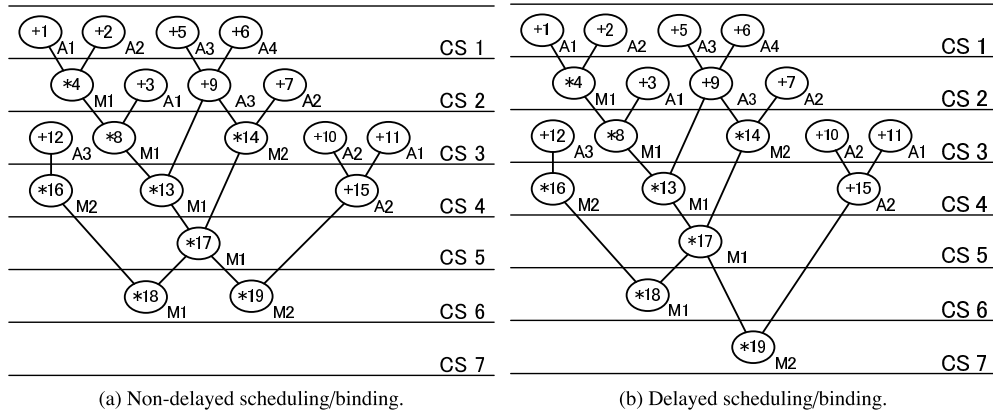 +1 +2 +5 +6
A1 A2 A3 A4 CS 1
*4 +3 +9 +7
M1 A1 A3 A2 CS 2
+12 *8 *14 +10 +11
A3 M1 M2 A2 A1 CS 3
*16 *13 +15
M2 M1 A2 CS 4
*17
M1 CS 5
*18 *19
M1 M2 CS 6
CS 7
(a) Non-delayed scheduling/binding.
+1 +2 +5 +6
A1 A2 A3 A4 CS 1
*4 +3 +9 +7
M1 A1 A3 A2 CS 2
+12 *8 *14 +10 +11
A3 M1 M2 A2 A1 CS 3
*16 *13 +15
M2 M1 A2 CS 4
*17
M1 CS 5
*18
M1 CS 6
*19
M2 CS 7
(b) Delayed scheduling/binding.